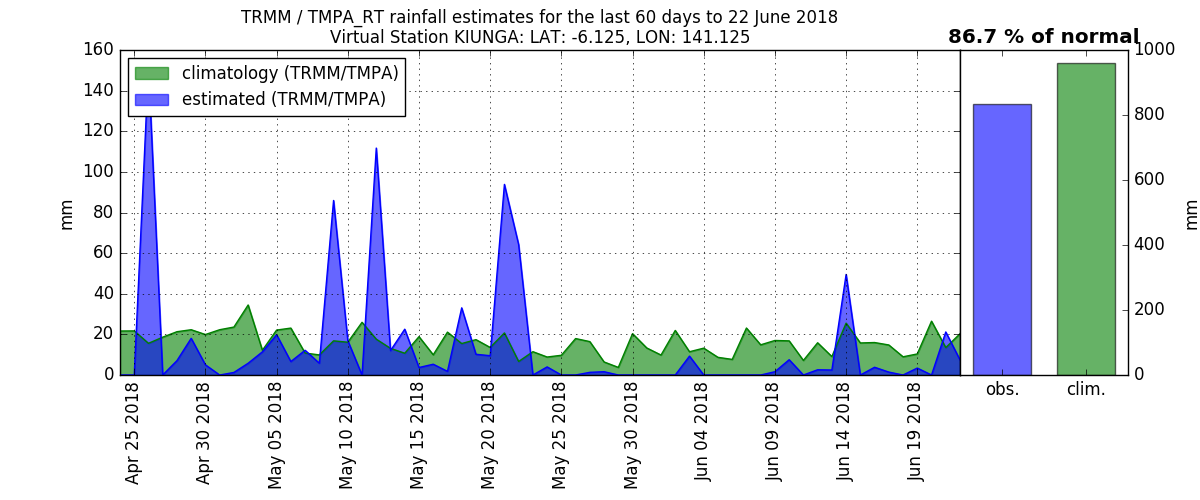 TRMM / TMPA_RT rainfall estimates for the last 60 days to 22 June 2018
Virtual Station KIUNGA: LAT: -6.125, LON: 141.125
86.7 % of normal
climatology (TRMM/TMPA)
estimated (TRMM/TMPA)
mm
160
140
120
100
80
60
40
20
0
Apr 25 2018
Apr 30 2018
May 05 2018
May 10 2018
May 15 2018
May 20 2018
May 25 2018
May 30 2018
Jun 04 2018
Jun 09 2018
Jun 14 2018
Jun 19 2018
1000
800
600
400
200
0
mm
obs.
clim.